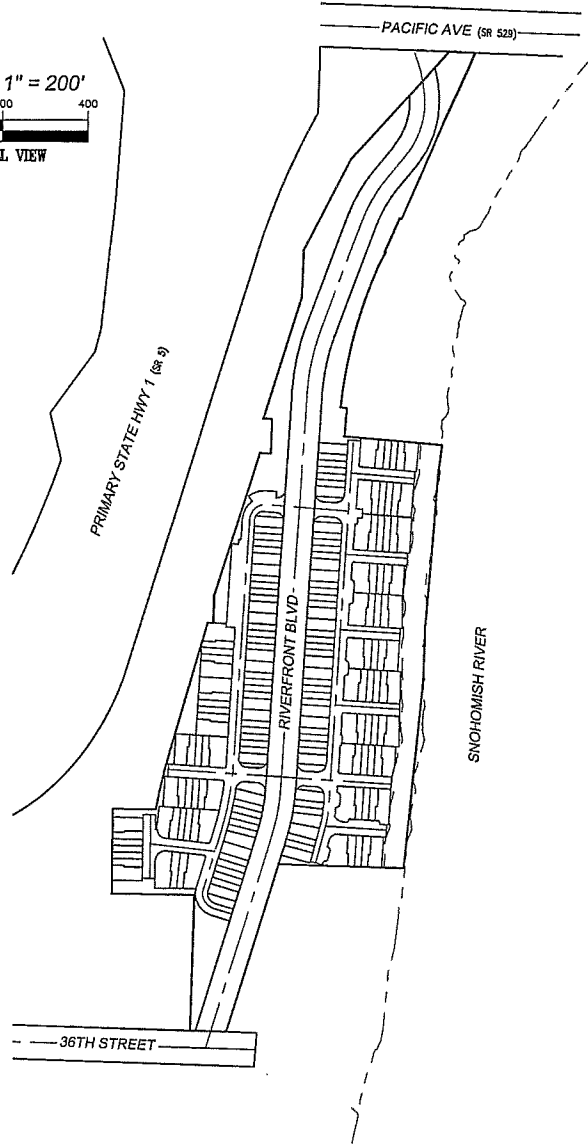 PACIFIC AVE (SR 529)
1" = 200'
400
VIEW
PRIMARY STATE HWY 1 (SR 5)
RIVERFRONT BLVD
SNOHOMISH RIVER
36TH STREET